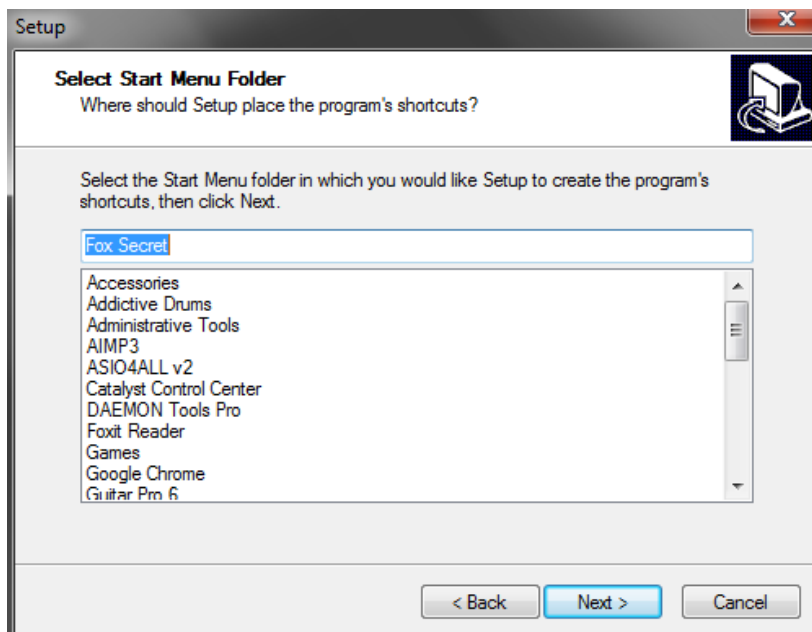 Setup
Select Start Menu Folder
Where should Setup place the program's shortcuts?
Select the Start Menu folder in which you would like Setup to create the program's
shortcuts, then click Next.
Fox Secret
Accessories
Addictive Drums
Administrative Tools
AIMP3
ASIO4ALL v2
Catalyst Control Center
DAEMON Tools Pro
Foxit Reader
Games
Google Chrome
Guitar Pro 6
< Back Next > Cancel